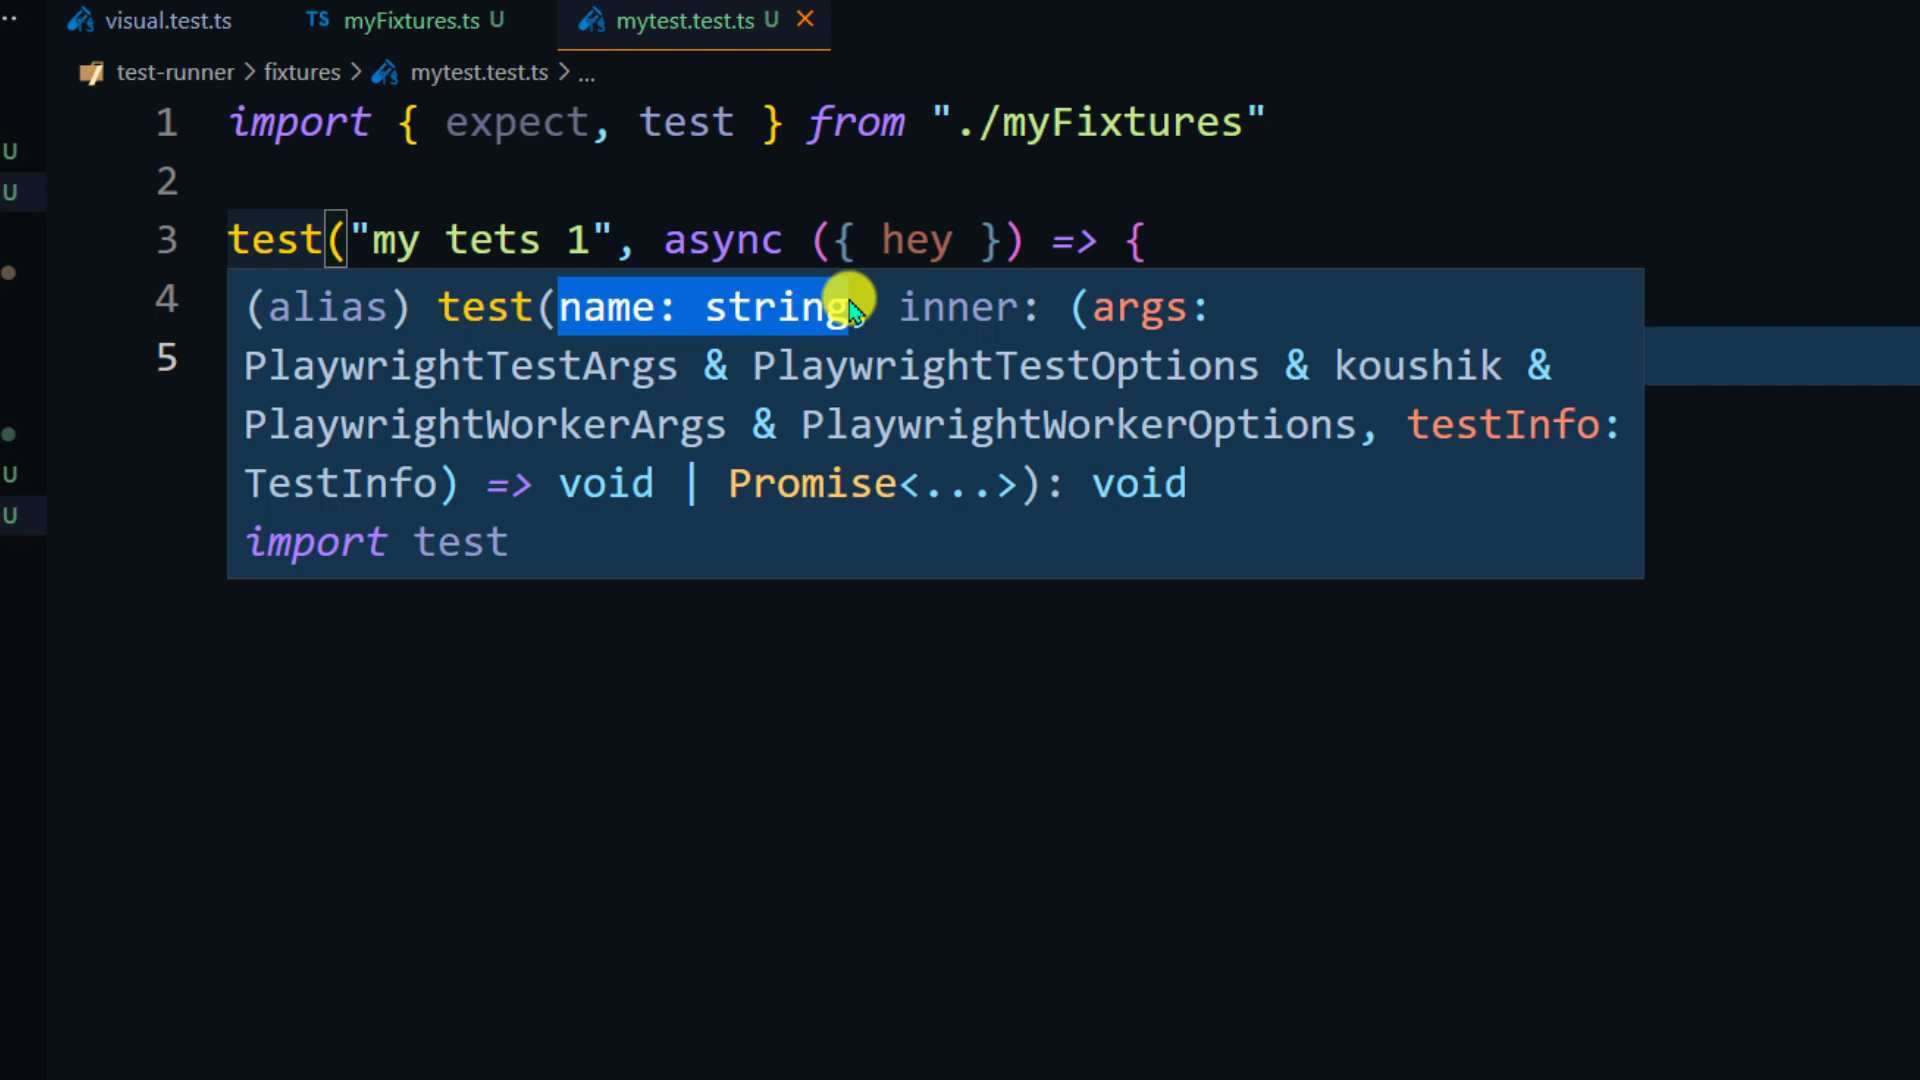 visual.test.ts
TS myFixtures.ts U
mytest.test.ts U
test-runner > fixtures > mytest.test.ts > ...
1 import { expect, test } from "./myFixtures"
2
3 test("my tets 1", async ({ hey }) => {
4
5
(alias) test(name: string, inner: (args:
PlaywrightTestArgs & PlaywrightTestOptions & koushik &
PlaywrightWorkerArgs & PlaywrightWorkerOptions, testInfo:
TestInfo) => void | Promise<...>): void
import test
U
U
U
U